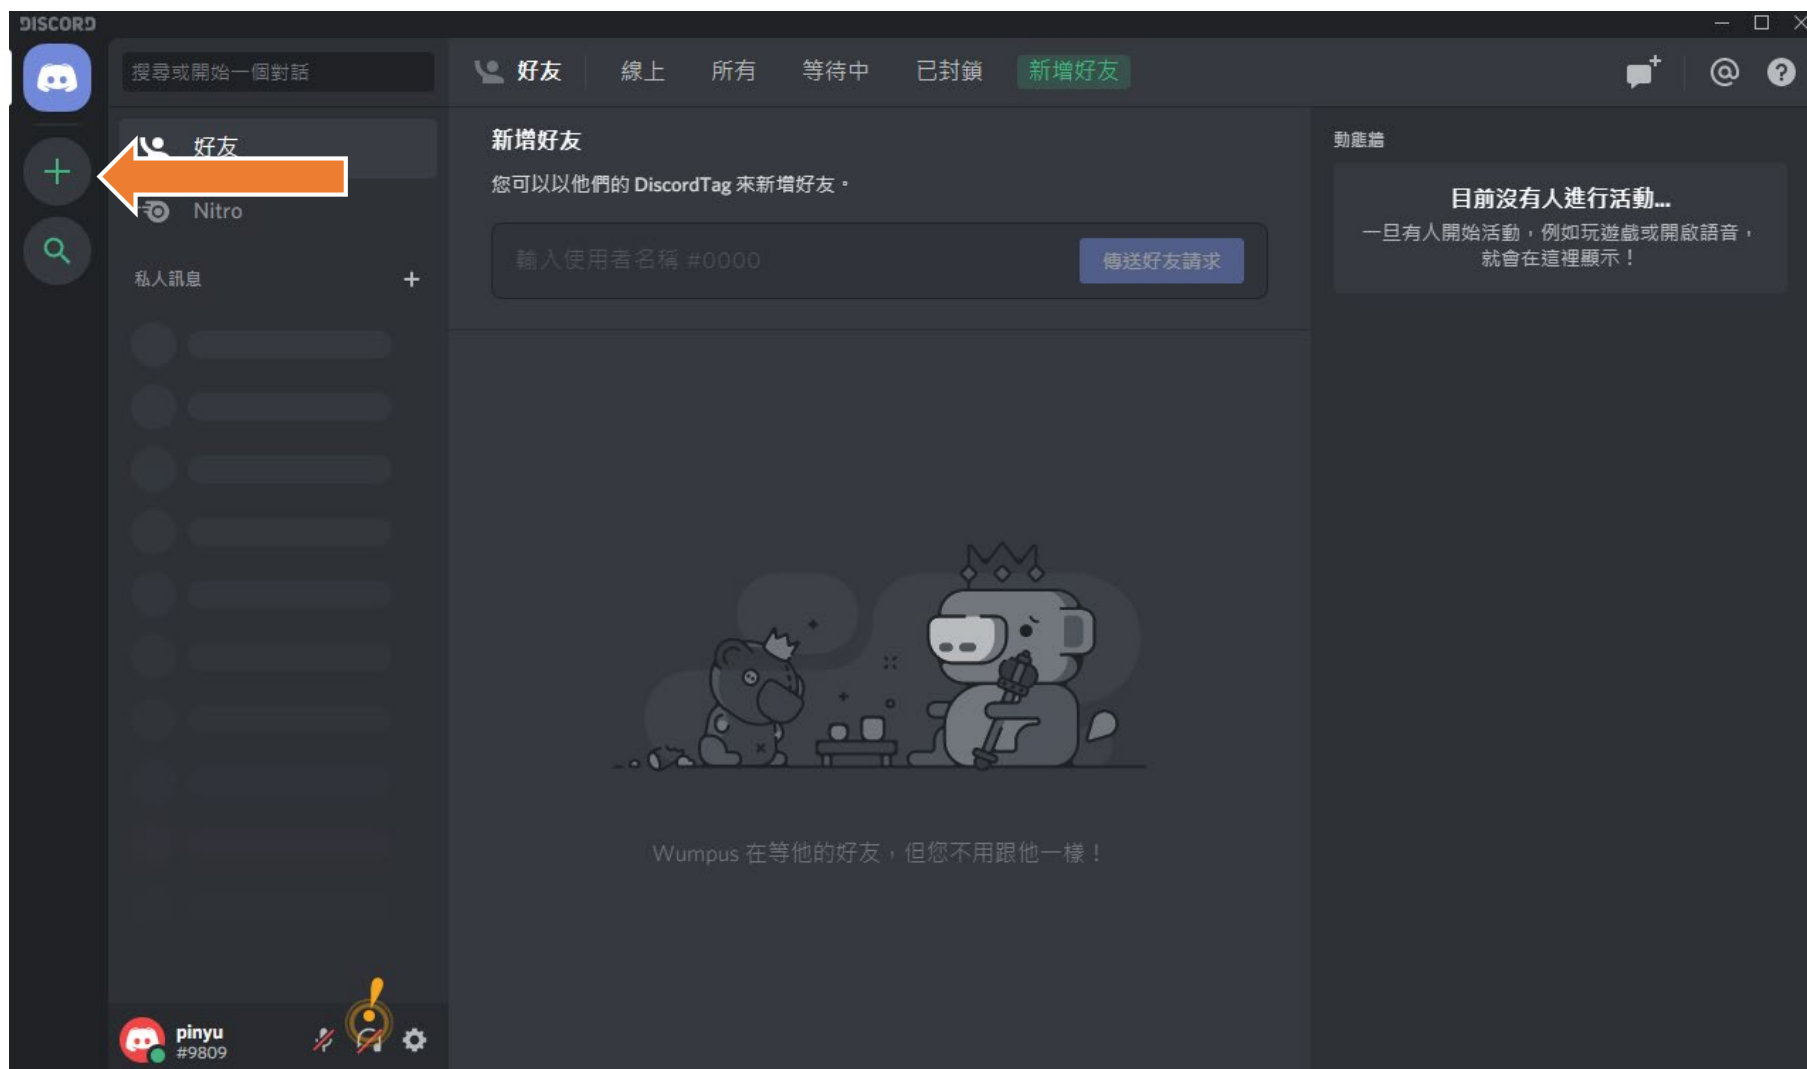 DISCORD
搜尋或開始一個對話
好友
線上
所有
等待中
已封鎖
新增好友
好友
Nitro
私人訊息
新增好友
您可以以他們的 DiscordTag 來新增好友。
輸入使用者名稱 #0000
傳送好友請求
Wumpus 在等他的好友，但您不用跟他一樣！
動態牆
目前沒有人進行活動...
一旦有人開始活動，例如玩遊戲或開啟語音，
就會在這裡顯示！
pinyu
#9809